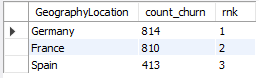 GeographyLocation count_churn rnk
Germany 814 1
France 810 2
Spain 413 3